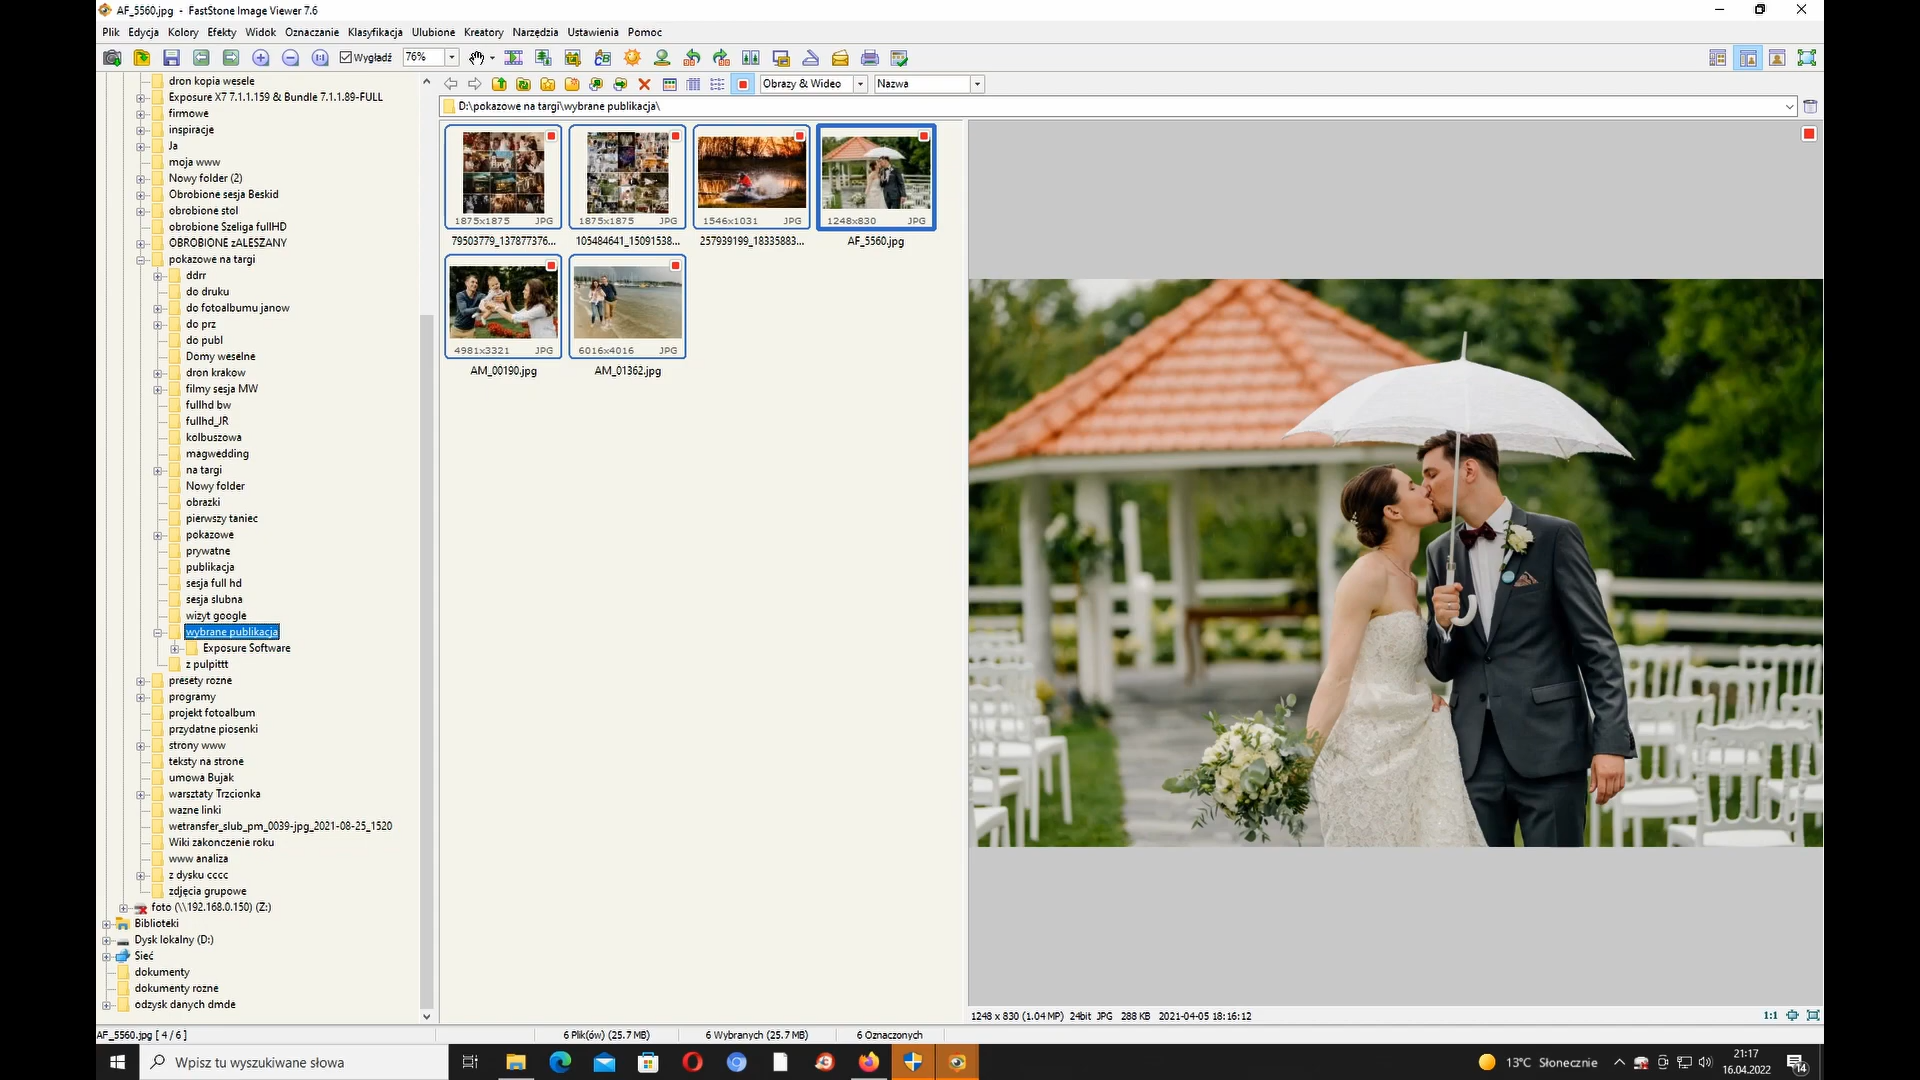 AF_5560.jpg - FastStone Image Viewer 7.6
Plik Edycja Kolory Efekty Widok Oznaczanie Klasyfikacja Ulubione Kreatory Narzędzia Ustawienia Pomoc
Wygładź 76%
Obrazy & Wideo Nazwa
D:\pokazowe na targi\wybrane publikacja\
dron kopia wesele
Exposure X7 7.1.1.159 & Bundle 7.1.1.89-FULL
firmowe
inspiracje
Ja
moja www
Nowy folder (2)
Obrobione sesja Beskid
obrobione stol
obrobione Szeliga fullHD
OBROBIONE zALESZANY
pokazowe na targi
ddrr
do druku
do fotoalbumu janow
do prz
do publ
Domy weselne
dron krakow
filmy sesja MW
fullhd bw
fullhd_JR
kolbuszowa
magwedding
na targi
Nowy folder
obrazki
pierwszy taniec
pokazowe
prywatne
publikacja
sesja full hd
sesja slubna
wizyt google
wybrane publikacja
Exposure Software
z pulpittt
presety rozne
programy
projekt fotoalbum
przydatne piosenki
strony www
teksty na strone
umowa Bujak
warsztaty Trzcionka
wazne linki
wetransfer_slub_pm_0039-jpg_2021-08-25_1520
Wiki zakonczenie roku
www analiza
z dysku cccc
zdjęcia grupowe
foto (\\192.168.0.150) (Z:)
Biblioteki
Dysk lokalny (D:)
Sieć
dokumenty
dokumenty rozne
odzysk danych dmde
1875x1875 JPG
79503779_137877376...
1875x1875 JPG
105484641_15091538...
1546x1031 JPG
257939199_18335883...
1248x830 JPG
AF_5560.jpg
4981x3321 JPG
AM_00190.jpg
6016x4016 JPG
AM_01362.jpg
1248 x 830 (1.04 MP) 24bit JPG 288 KB 2021-04-05 18:16:12 1:1
AF_5560.jpg [ 4 / 6 ] 6 Plik(ów) (25.7 MB) 6 Wybranych (25.7 MB) 6 Oznaczonych
Wpisz tu wyszukiwane słowa
13°C Słonecznie
21:17
16.04.2022
14